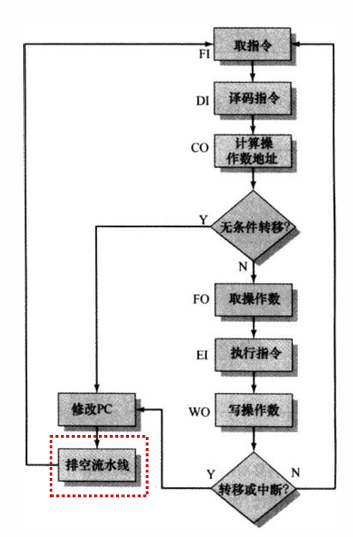 FI
取指令
DI
译码指令
CO
计算操
作数地址
Y
无条件转移?
N
FO
取操作数
EI
执行指令
修改PC
WO
写操作数
排空流水线
Y
转移或中断?
N